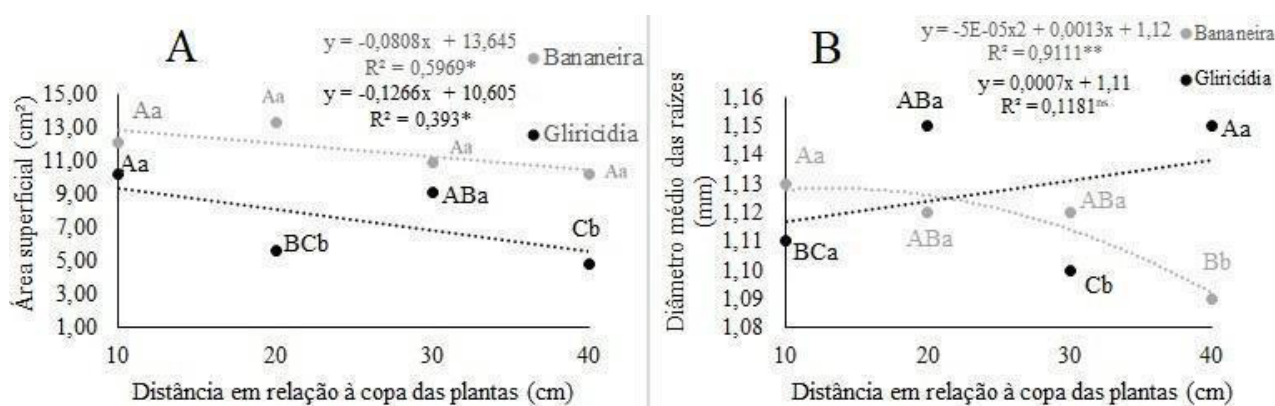 A
y = -0,0808x + 13,645
R² = 0,5969*
Bananeira
y = -0,1266x + 10,605
R² = 0,393*
Gliricidia
Área superficial (cm²)
15,00
13,00
11,00
9,00
7,00
5,00
3,00
1,00
Aa
Aa
Aa
Aa
Aa
BCb
ABa
Cb
10
20
30
40
Distância em relação à copa das plantas (cm)
B
y = -5E-05x2 + 0,0013x + 1,12
R² = 0,9111**
Bananeira
y = 0,0007x + 1,11
R² = 0,1181ns
Gliricidia
Diâmetro médio das raízes
(mm)
1,16
1,15
1,14
1,13
1,12
1,11
1,10
1,09
1,08
ABa
Aa
Aa
ABa
ABa
BCa
Cb
Bb
10
20
30
40
Distância em relação à copa das plantas (cm)